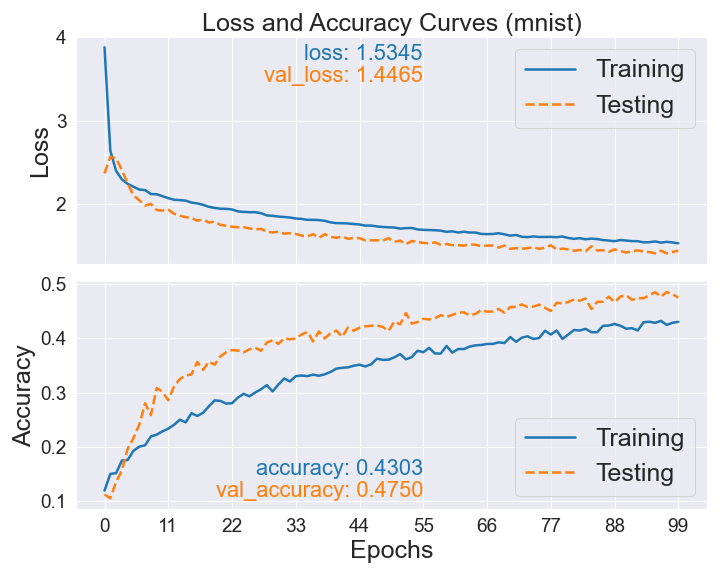 Loss and Accuracy Curves (mnist)
4
3
2
Loss
loss: 1.5345
val_loss: 1.4465
Training
Testing
0.5
0.4
0.3
0.2
0.1
Accuracy
accuracy: 0.4303
val_accuracy: 0.4750
Training
Testing
0 11 22 33 44 55 66 77 88 99
Epochs